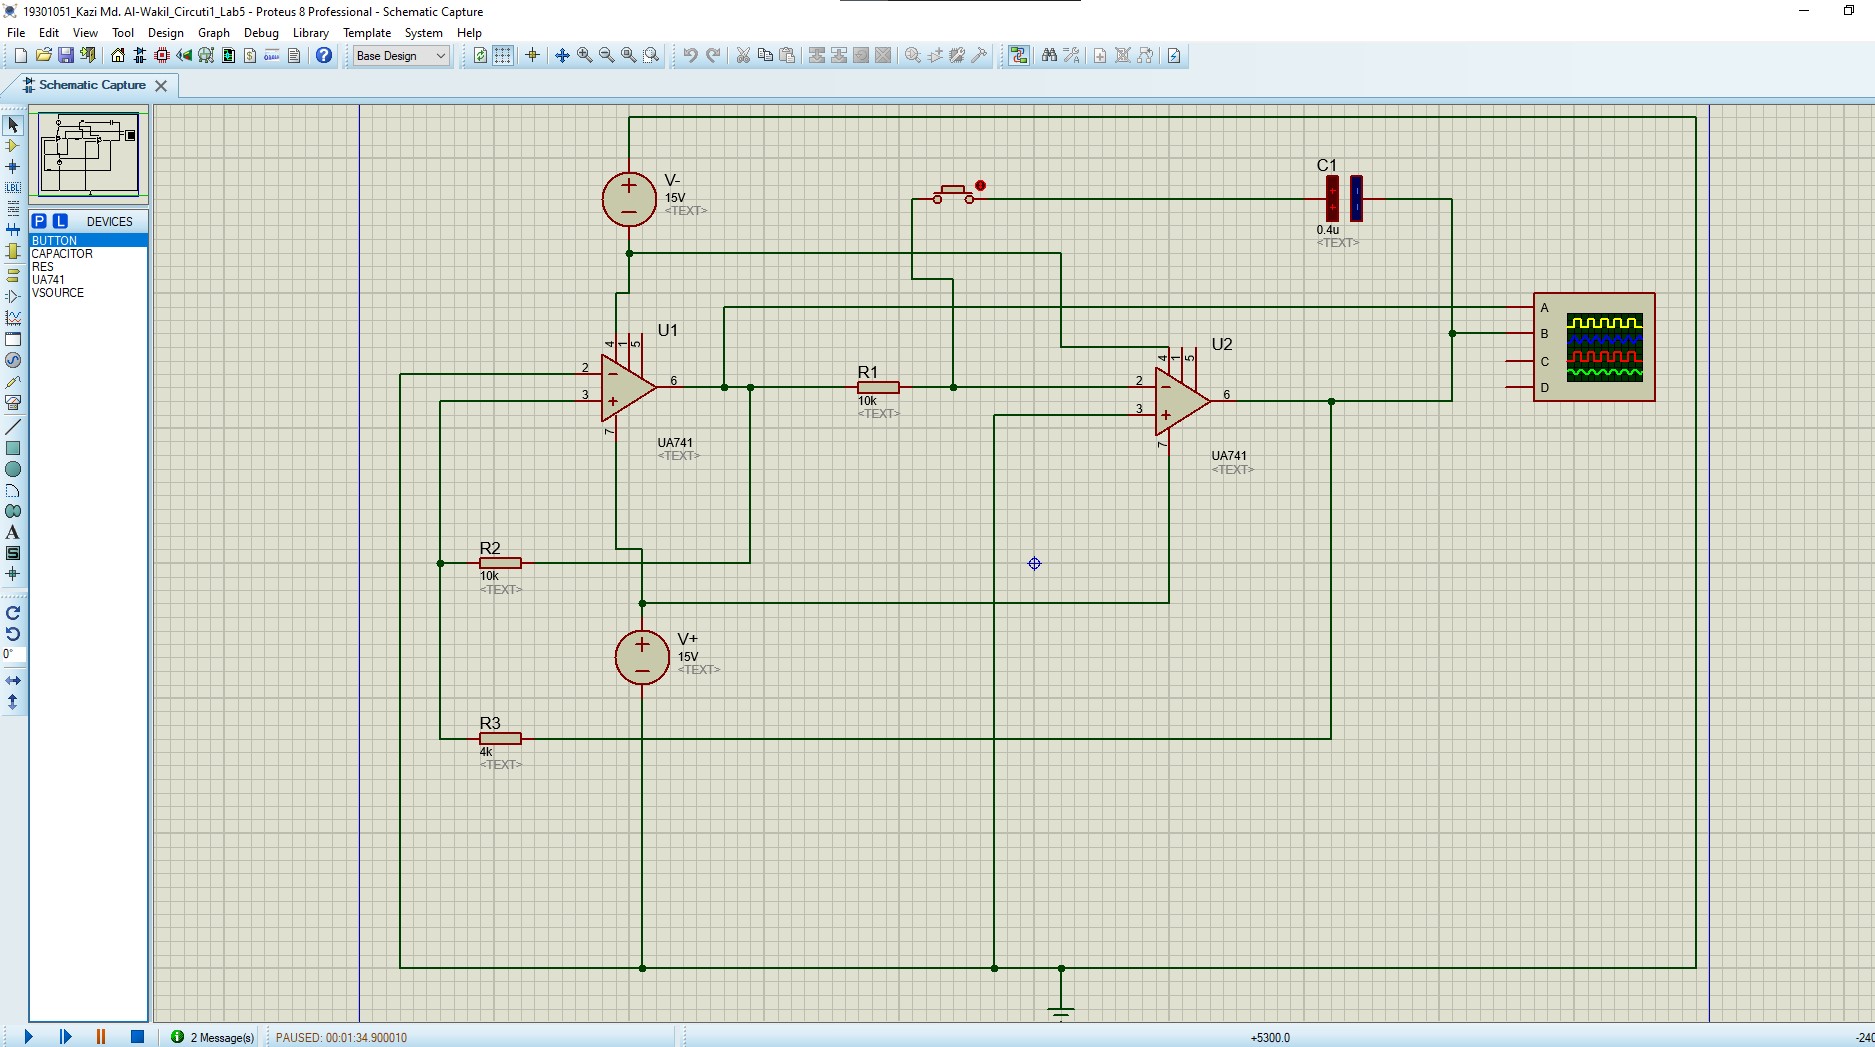 19301051_Kazi Md. Al-Wakil_Circuti1_Lab5 - Proteus 8 Professional - Schematic Capture
File Edit View Tool Design Graph Debug Library Template System Help
Base Design
Schematic Capture
P L DEVICES
BUTTON
CAPACITOR
RES
UA741
VSOURCE
LBL
A
S
0°
V-
15V
<TEXT>
C1
0.4u
<TEXT>
A
B
C
D
U1
4 1 5
2
3
6
7
UA741
<TEXT>
R1
10k
<TEXT>
U2
4 1 5
2
3
6
7
UA741
<TEXT>
R2
10k
<TEXT>
V+
15V
<TEXT>
R3
4k
<TEXT>
2 Message(s)
PAUSED: 00:01:34.900010
+5300.0
-240